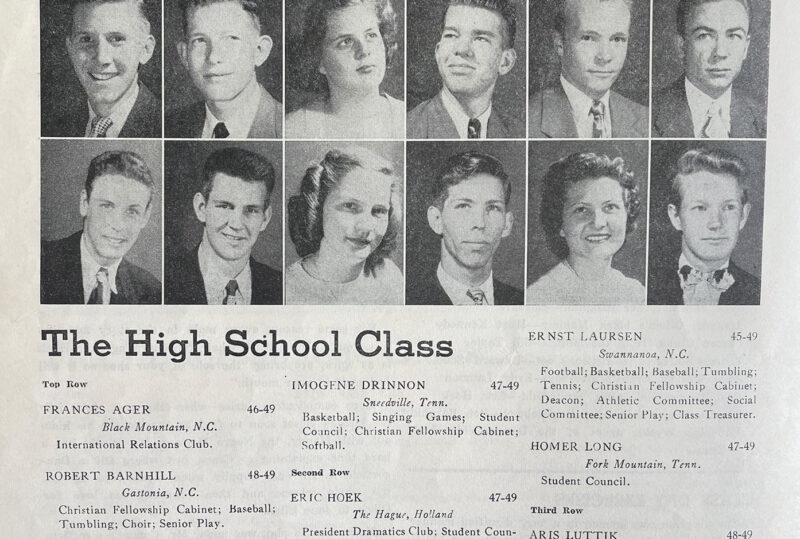 The High School Class
Top Row
FRANCES AGER 46-49
Black Mountain, N.C.
International Relations Club.
ROBERT BARNHILL 48-49
Gastonia, N.C.
Christian Fellowship Cabinet; Baseball;
Tumbling; Choir; Senior Play.
IMOGENE DRINNON 47-49
Sneedville, Tenn.
Basketball; Singing Games; Student
Council; Christian Fellowship Cabinet;
Softball.
Second Row
ERIC HOEK 47-49
The Hague, Holland
President Dramatics Club; Student Coun-
ERNST LAURSEN 45-49
Swannanoa, N.C.
Football; Basketball; Baseball; Tumbling;
Tennis; Christian Fellowship Cabinet;
Deacon; Athletic Committee; Social
Committee; Senior Play; Class Treasurer.
HOMER LONG 47-49
Fork Mountain, Tenn.
Student Council.
Third Row
ARIS LUTTIK 48-49